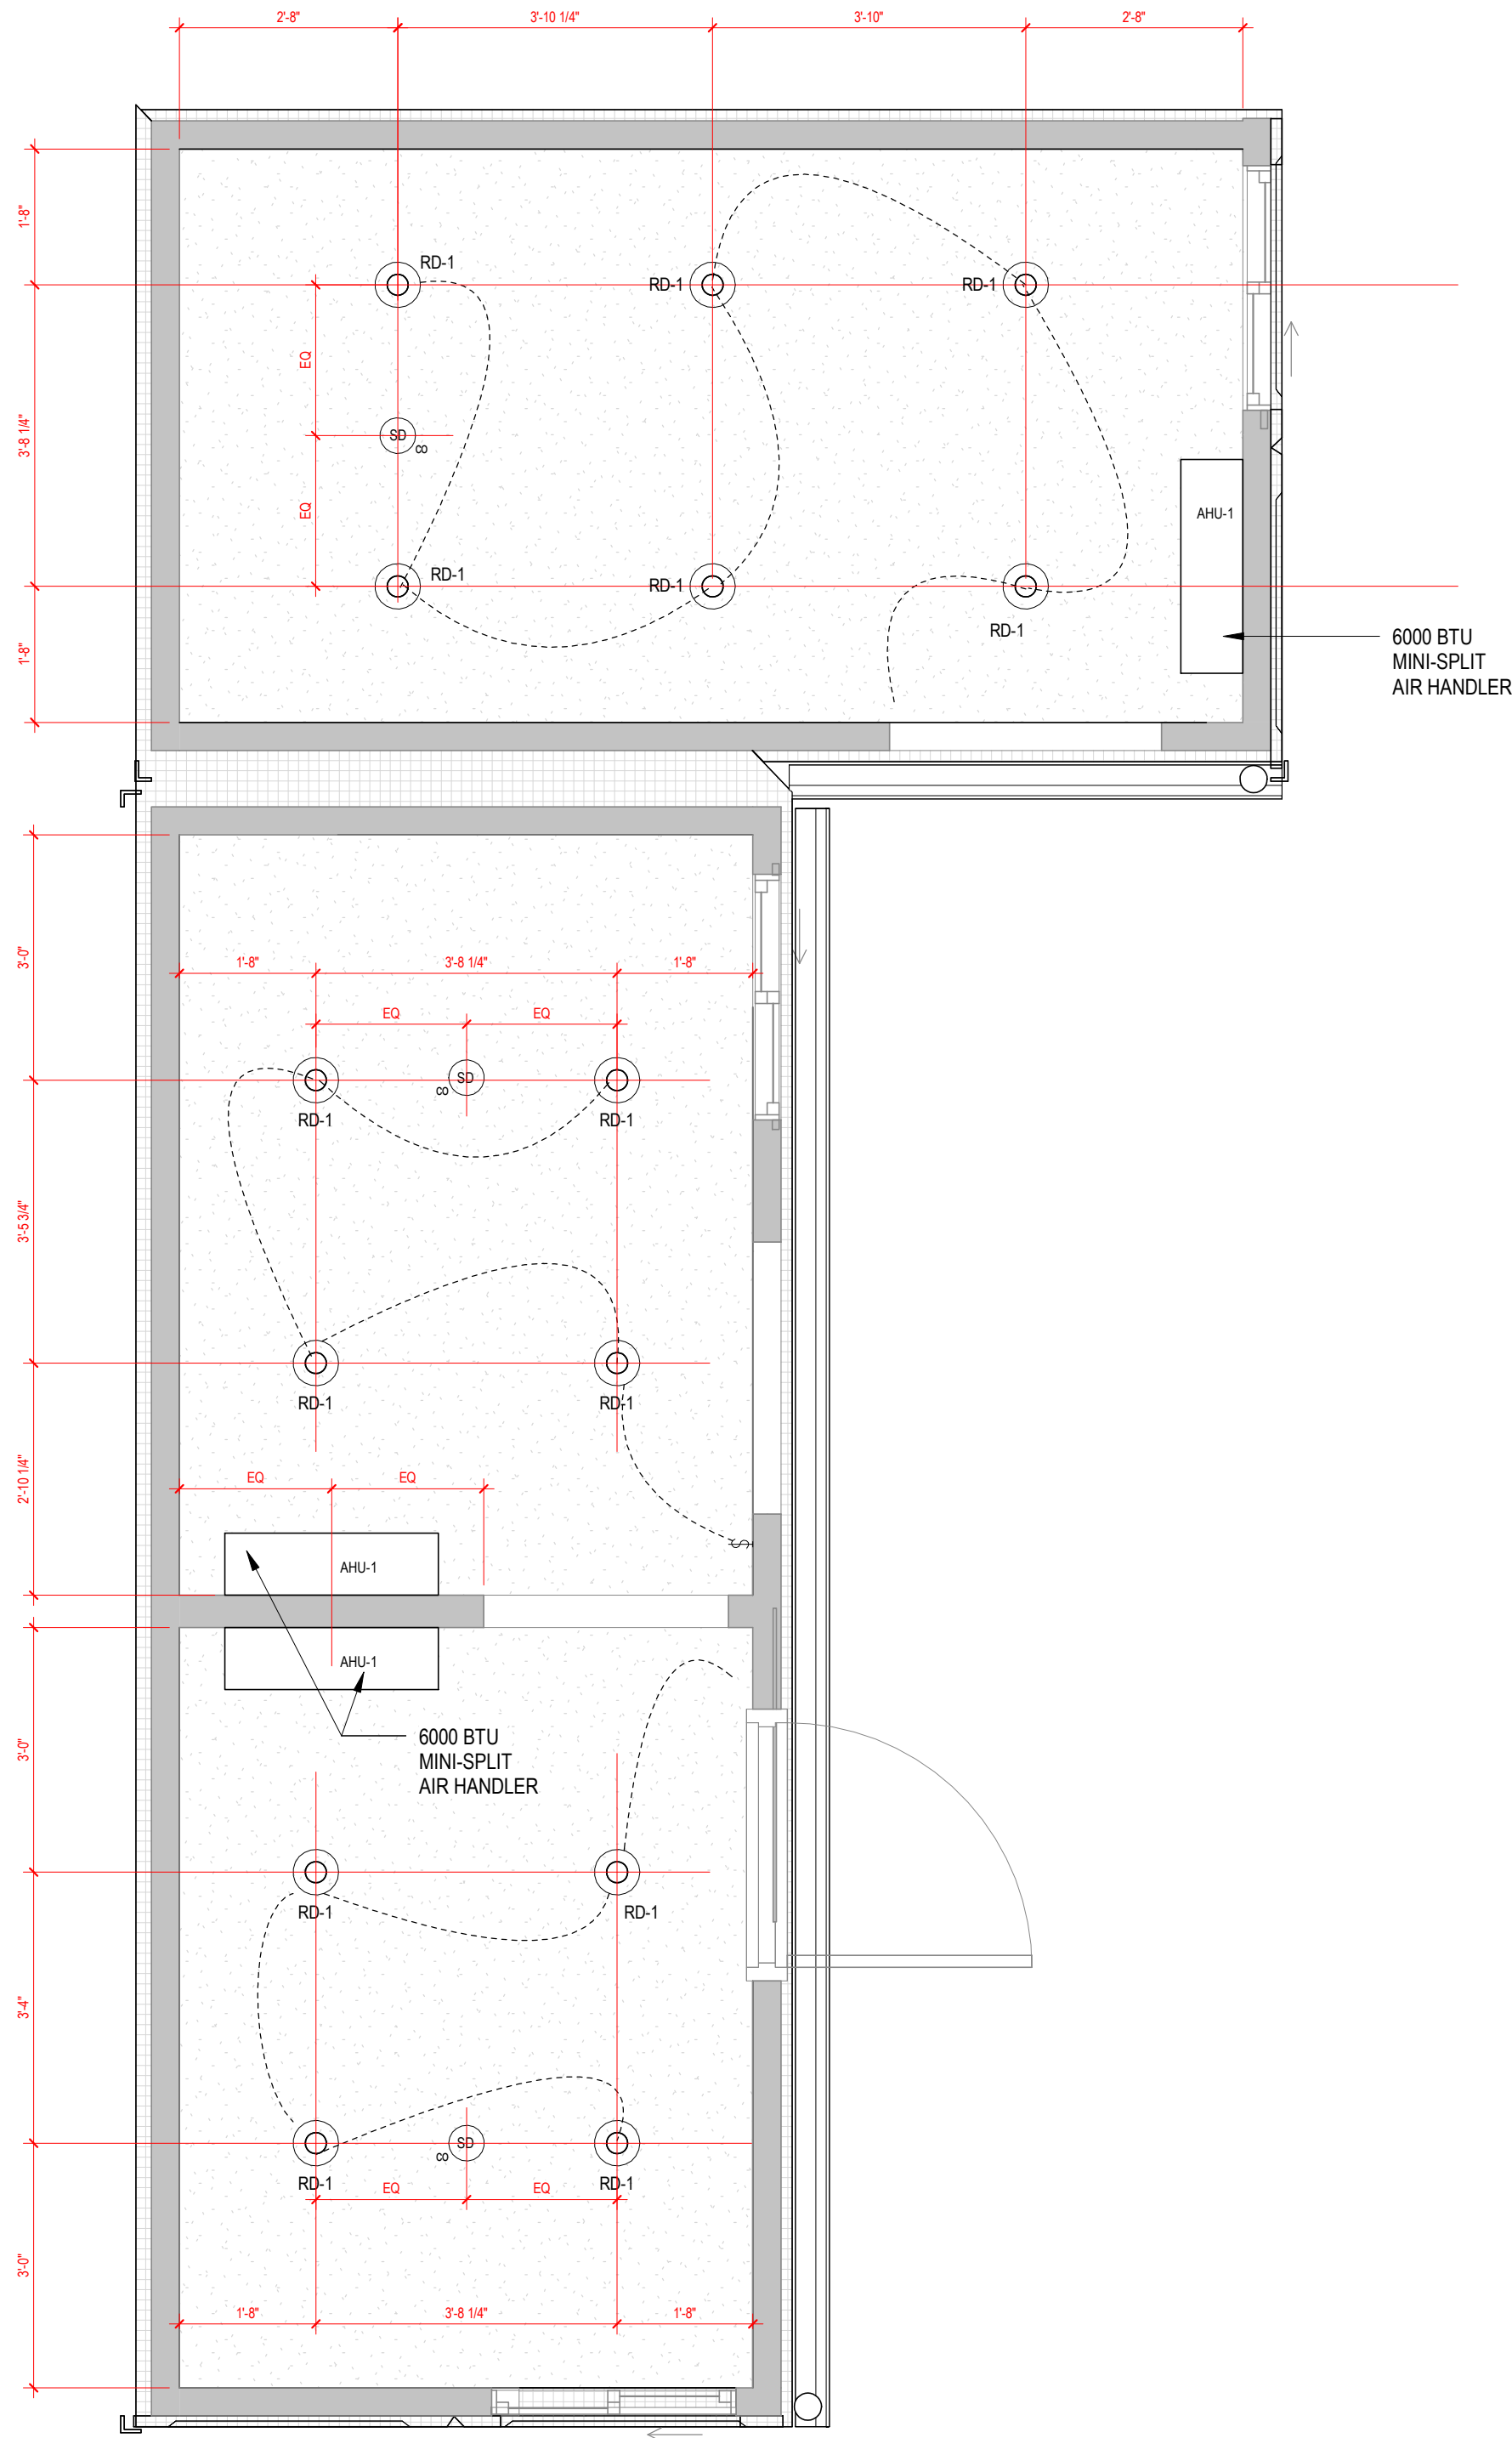 2'-8"
3'-10 1/4"
3'-10"
2'-8"
1'-8"
3'-8 1/4"
1'-8"
RD-1
RD-1
RD-1
EQ
SD
8
EQ
RD-1
RD-1
RD-1
AHU-1
6000 BTU
MINI-SPLIT
AIR HANDLER
3'-0"
3'-5 3/4"
2'-10 1/4"
1'-8"
3'-8 1/4"
1'-8"
EQ
EQ
SD
8
RD-1
RD-1
RD-1
RD-1
EQ
EQ
$
AHU-1
AHU-1
6000 BTU
MINI-SPLIT
AIR HANDLER
3'-0"
3'-4"
3'-0"
RD-1
RD-1
SD
8
RD-1
RD-1
EQ
EQ
1'-8"
3'-8 1/4"
1'-8"